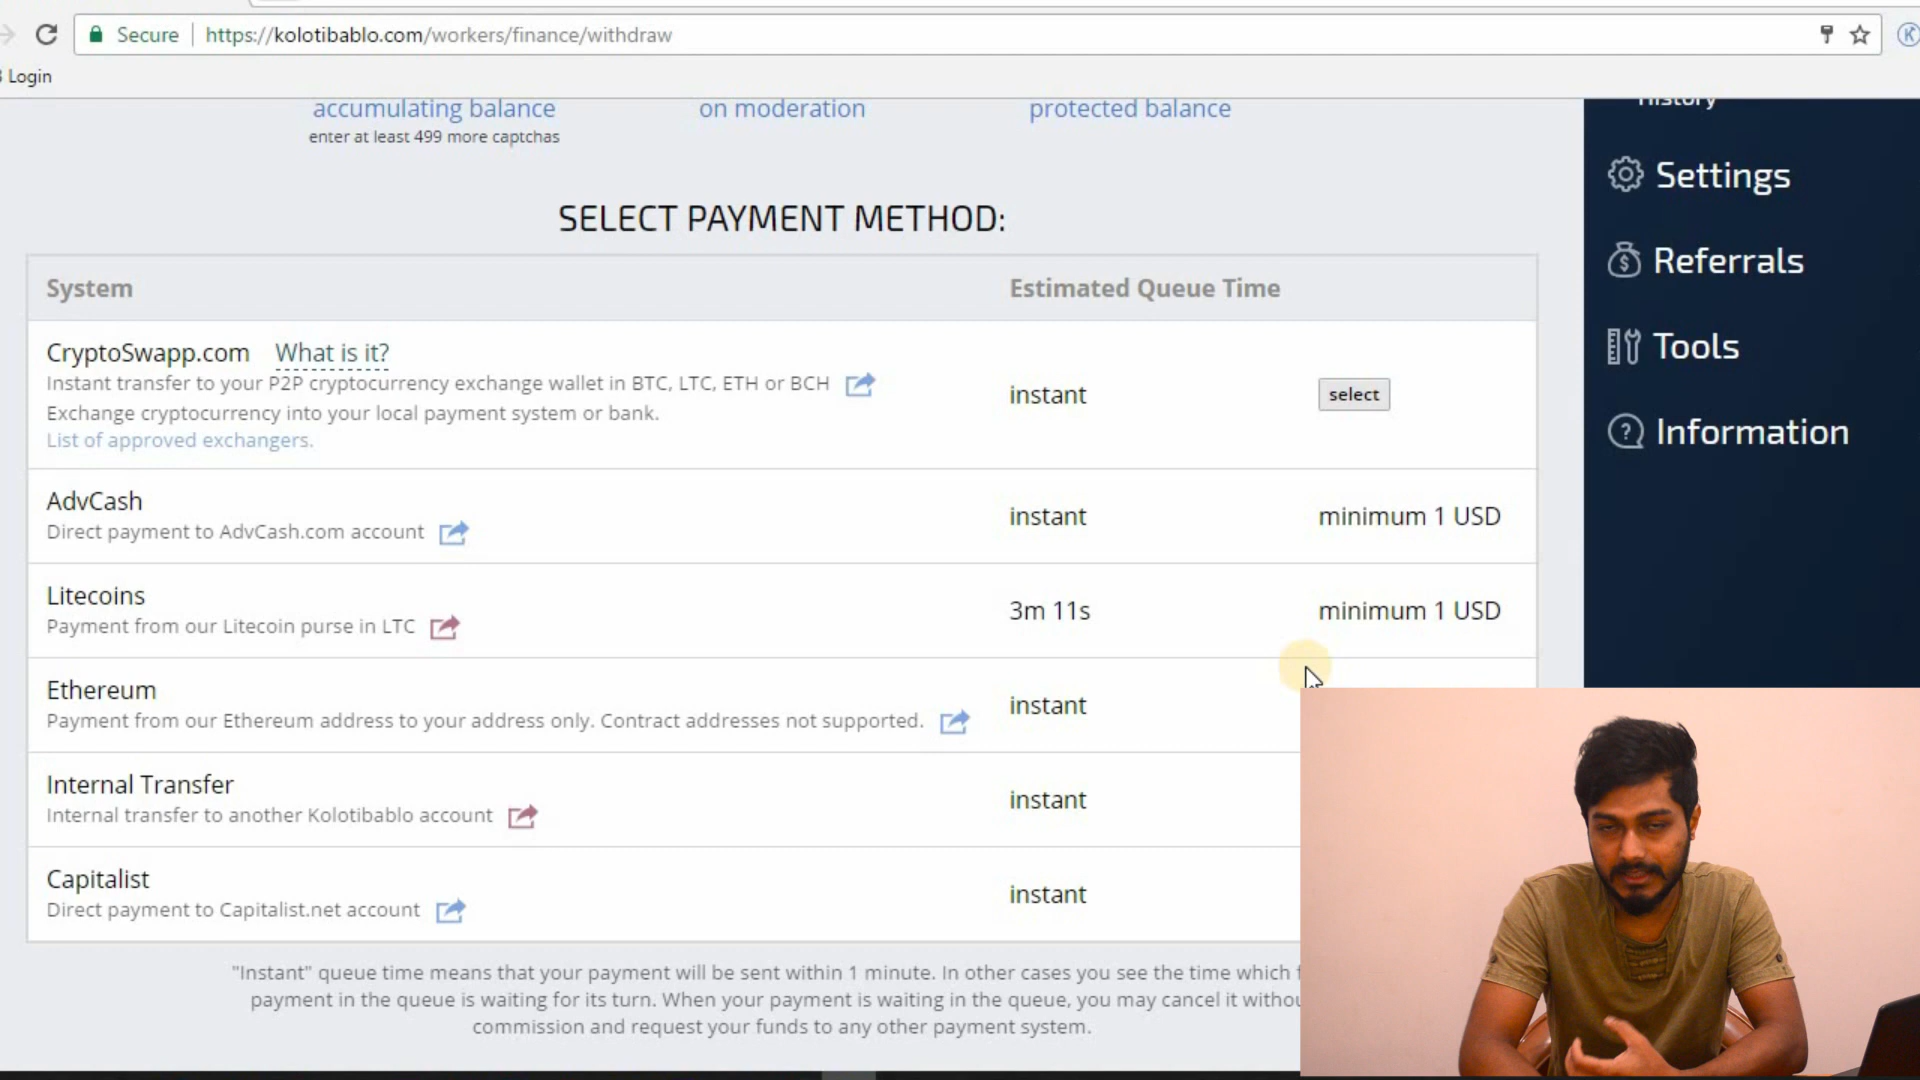 Secure https://kolotibablo.com/workers/finance/withdraw
Login
accumulating balance on moderation protected balance
enter at least 499 more captchas
History
Settings
Referrals
Tools
Information
SELECT PAYMENT METHOD:
System Estimated Queue Time
CryptoSwapp.com What is it?
Instant transfer to your P2P cryptocurrency exchange wallet in BTC, LTC, ETH or BCH
Exchange cryptocurrency into your local payment system or bank.
List of approved exchangers.
instant select
AdvCash
Direct payment to AdvCash.com account
instant minimum 1 USD
Litecoins
Payment from our Litecoin purse in LTC
3m 11s minimum 1 USD
Ethereum
Payment from our Ethereum address to your address only. Contract addresses not supported.
instant
Internal Transfer
Internal transfer to another Kolotibablo account
instant
Capitalist
Direct payment to Capitalist.net account
instant
"Instant" queue time means that your payment will be sent within 1 minute. In other cases you see the time which
payment in the queue is waiting for its turn. When your payment is waiting in the queue, you may cancel it
commission and request your funds to any other payment system.